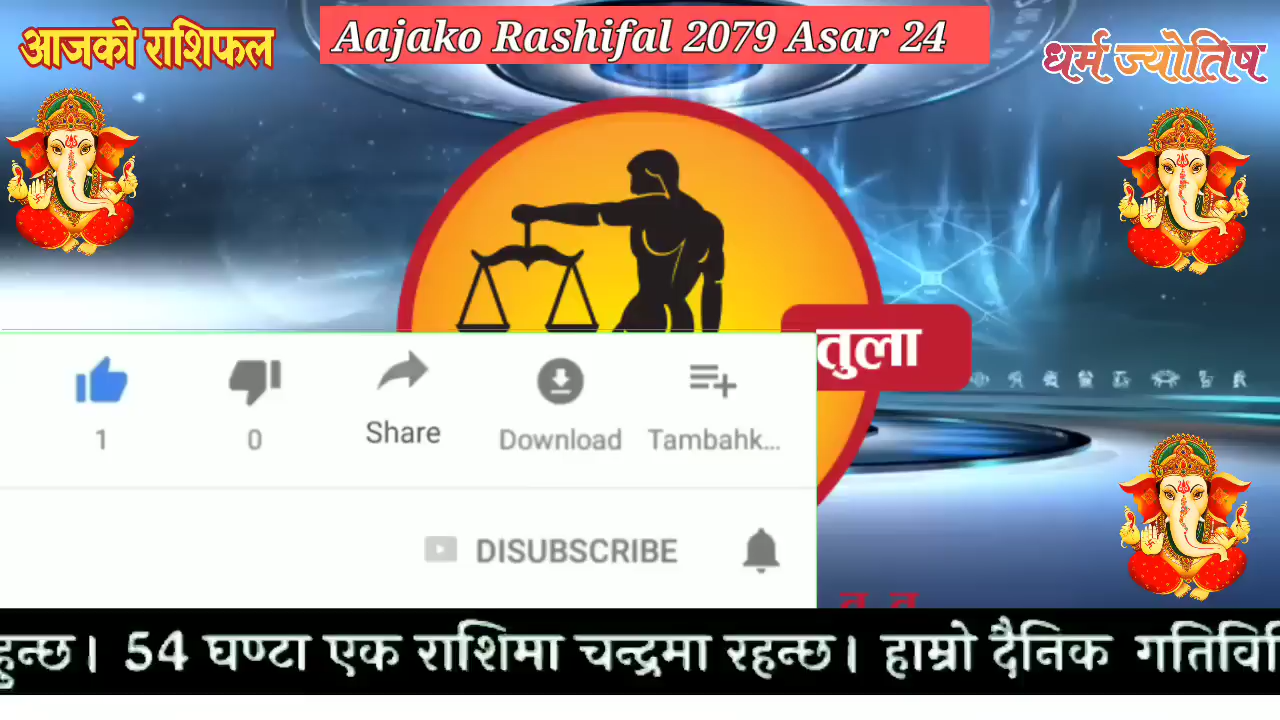 आजको राशिफल
Aajako Rashifal 2079 Asar 24
धर्म ज्योतिष
तुला
1 0 Share Download Tambahk...
DISUBSCRIBE
हुन्छ। 54 घण्टा एक राशिमा चन्द्रमा रहन्छ। हाम्रो दैनिक